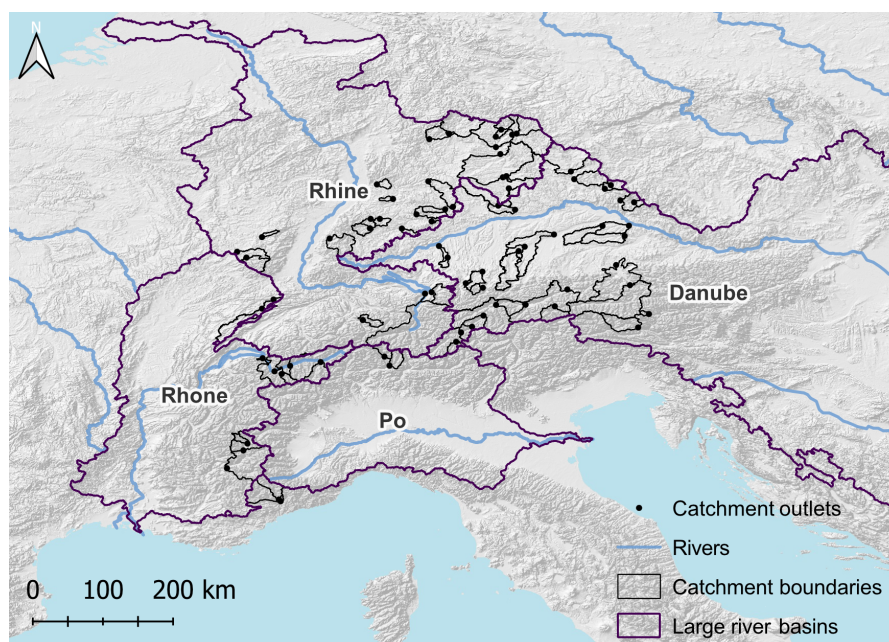 N
Rhine
Danube
Rhone
Po
Catchment outlets
Rivers
Catchment boundaries
Large river basins
0 100 200 km